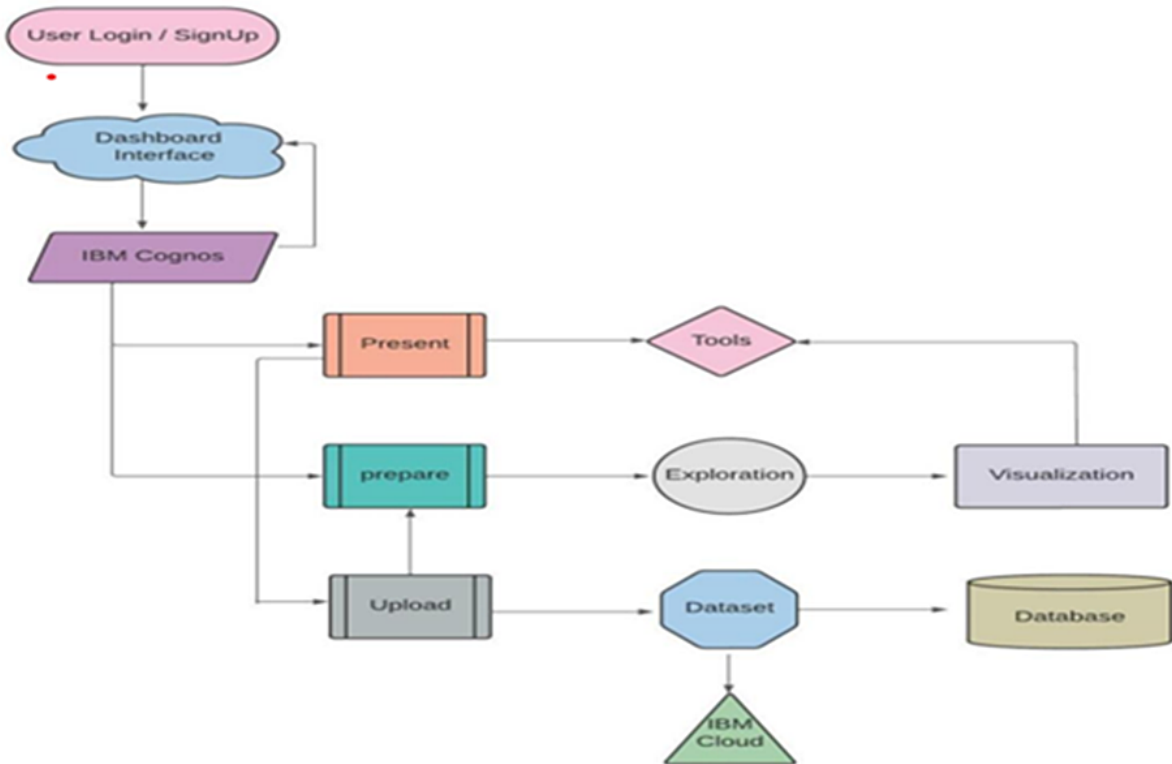 User Login / SignUp
Dashboard
Interface
IBM Cognos
Present
Tools
prepare
Exploration
Visualization
Upload
Dataset
Database
IBM
Cloud